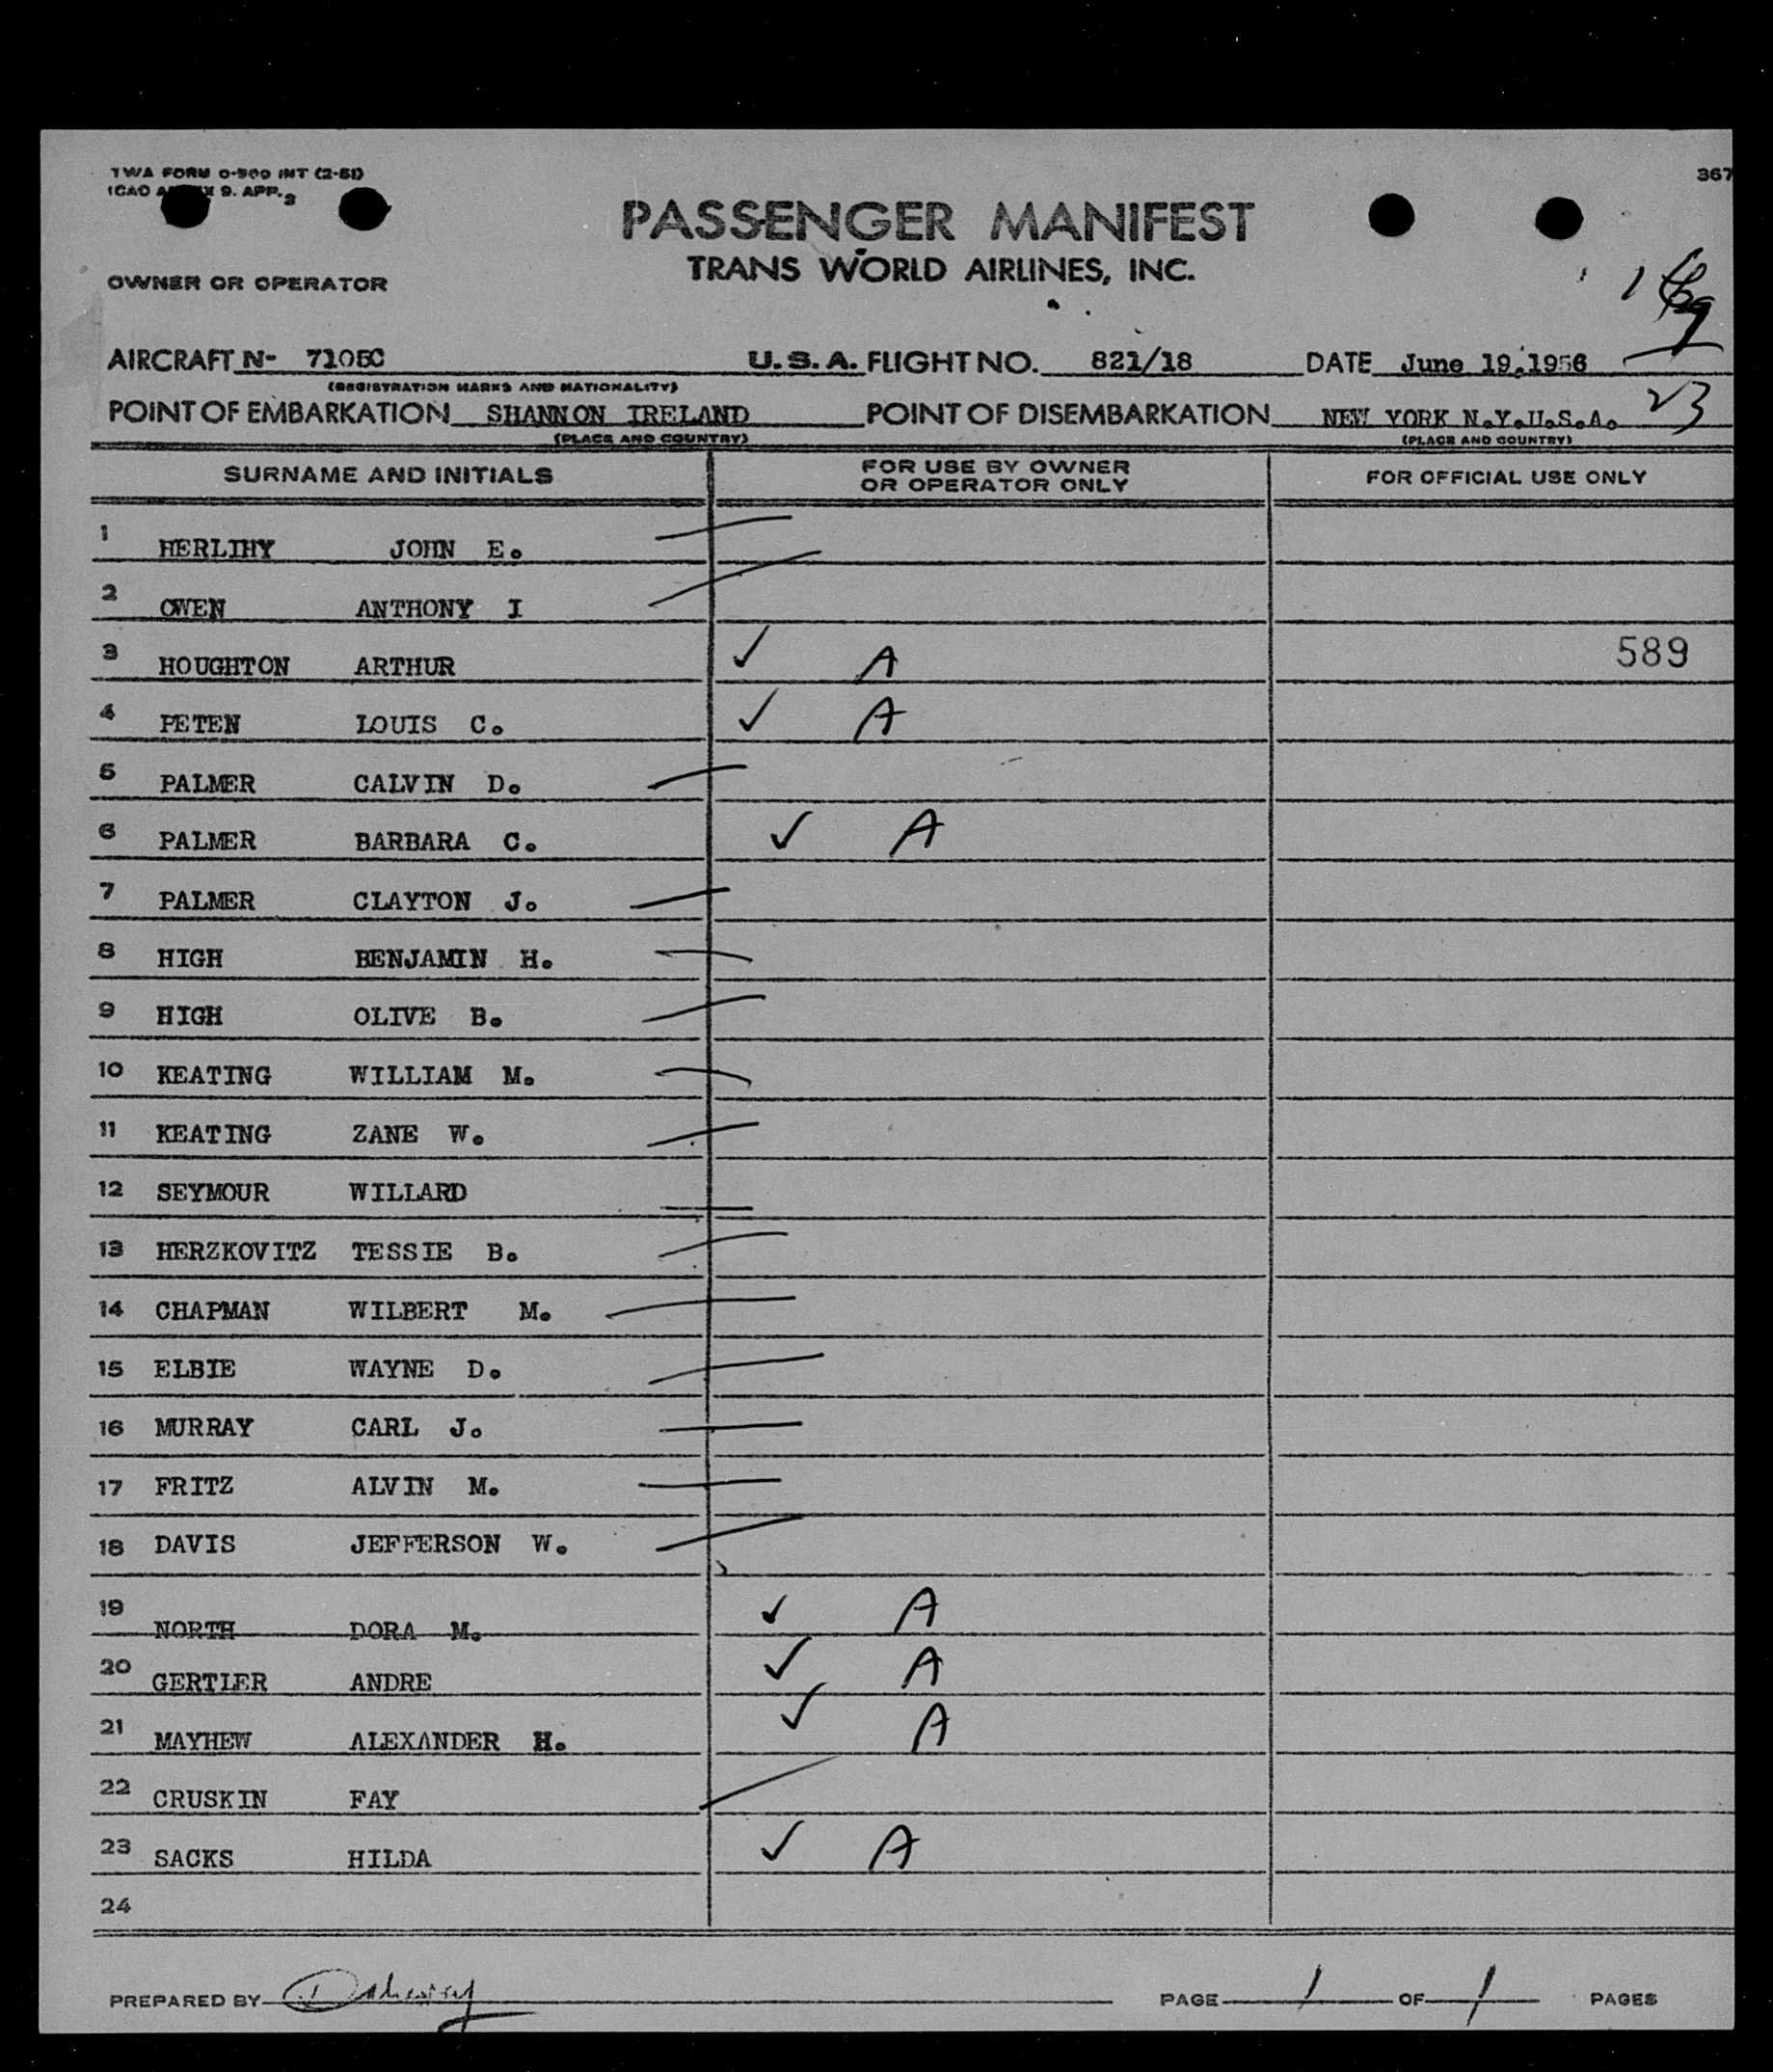 TWA FORM 0-500 INT (2-51)
ICAO 9. APP. 3
367
PASSENGER MANIFEST
TRANS WORLD AIRLINES, INC.
OWNER OR OPERATOR
AIRCRAFT N- 7105C U.S.A. FLIGHT NO. 821/18 DATE June 19,1956
(REGISTRATION MARKS AND NATIONALITY)
POINT OF EMBARKATION SHANNON IRELAND POINT OF DISEMBARKATION NEW YORK N.Y.U.S.A. 23
(PLACE AND COUNTRY) (PLACE AND COUNTRY)
SURNAME AND INITIALS FOR USE BY OWNER OR OPERATOR ONLY FOR OFFICIAL USE ONLY
1 HERLIHY JOHN E.
2 OWEN ANTHONY I
3 HOUGHTON ARTHUR ✓ A 589
4 PETEN LOUIS C. ✓ A
5 PALMER CALVIN D.
6 PALMER BARBARA C. ✓ A
7 PALMER CLAYTON J.
8 HIGH BENJAMIN H.
9 HIGH OLIVE B.
10 KEATING WILLIAM M.
11 KEATING ZANE W.
12 SEYMOUR WILLARD
13 HERZKOVITZ TESSIE B.
14 CHAPMAN WILBERT M.
15 ELBIE WAYNE D.
16 MURRAY CARL J.
17 FRITZ ALVIN M.
18 DAVIS JEFFERSON W.
19 NORTH DORA M. ✓ A
20 GERTLER ANDRE ✓ A
21 MAYHEW ALEXANDER H. ✓ A
22 CRUSKIN FAY
23 SACKS HILDA ✓ A
24
PREPARED BY PAGE 1 OF 1 PAGES